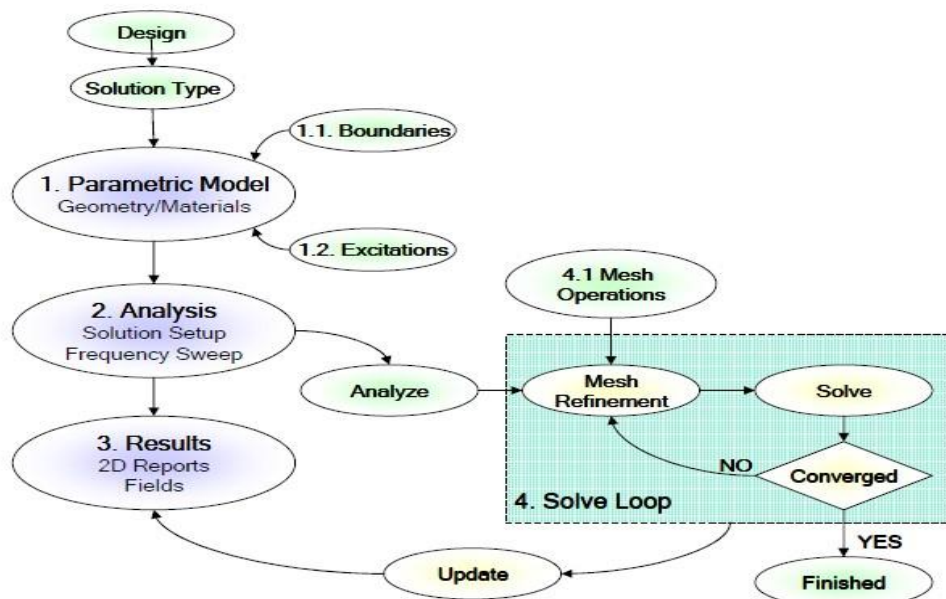 Design
Solution Type
1.1. Boundaries
1. Parametric Model
Geometry/Materials
1.2. Excitations
4.1 Mesh
Operations
2. Analysis
Solution Setup
Frequency Sweep
Analyze
Mesh
Refinement
Solve
3. Results
2D Reports
Fields
NO
Converged
4. Solve Loop
YES
Update
Finished